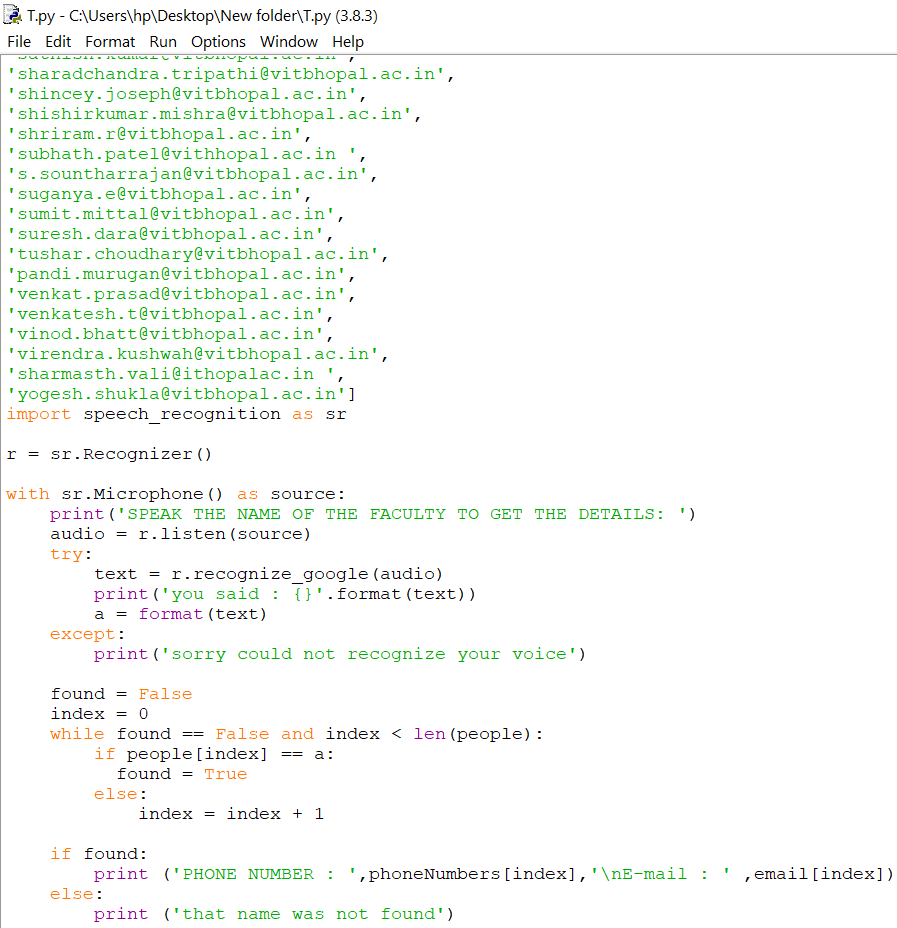 T.py - C:\Users\hp\Desktop\New folder\T.py (3.8.3)
File Edit Format Run Options Window Help
'sathish.kumar@vitbhopal.ac.in',
'sharadchandra.tripathi@vitbhopal.ac.in',
'shincey.joseph@vitbhopal.ac.in',
'shishirkumar.mishra@vitbhopal.ac.in',
'shriram.r@vitbhopal.ac.in',
'subhath.patel@vithhopal.ac.in ',
's.sountharrajan@vitbhopal.ac.in',
'suganya.e@vitbhopal.ac.in',
'sumit.mittal@vitbhopal.ac.in',
'suresh.dara@vitbhopal.ac.in',
'tushar.choudhary@vitbhopal.ac.in',
'pandi.murugan@vitbhopal.ac.in',
'venkat.prasad@vitbhopal.ac.in',
'venkatesh.t@vitbhopal.ac.in',
'vinod.bhatt@vitbhopal.ac.in',
'virendra.kushwah@vitbhopal.ac.in',
'sharmasth.vali@ithopalac.in ',
'yogesh.shukla@vitbhopal.ac.in']
import speech_recognition as sr
r = sr.Recognizer()
with sr.Microphone() as source:
    print('SPEAK THE NAME OF THE FACULTY TO GET THE DETAILS: ')
    audio = r.listen(source)
    try:
        text = r.recognize_google(audio)
        print('you said : {}'.format(text))
        a = format(text)
    except:
        print('sorry could not recognize your voice')
    found = False
    index = 0
    while found == False and index < len(people):
        if people[index] == a:
          found = True
        else:
            index = index + 1
    if found:
        print ('PHONE NUMBER : ',phoneNumbers[index],'\nE-mail : ' ,email[index])
    else:
        print ('that name was not found')